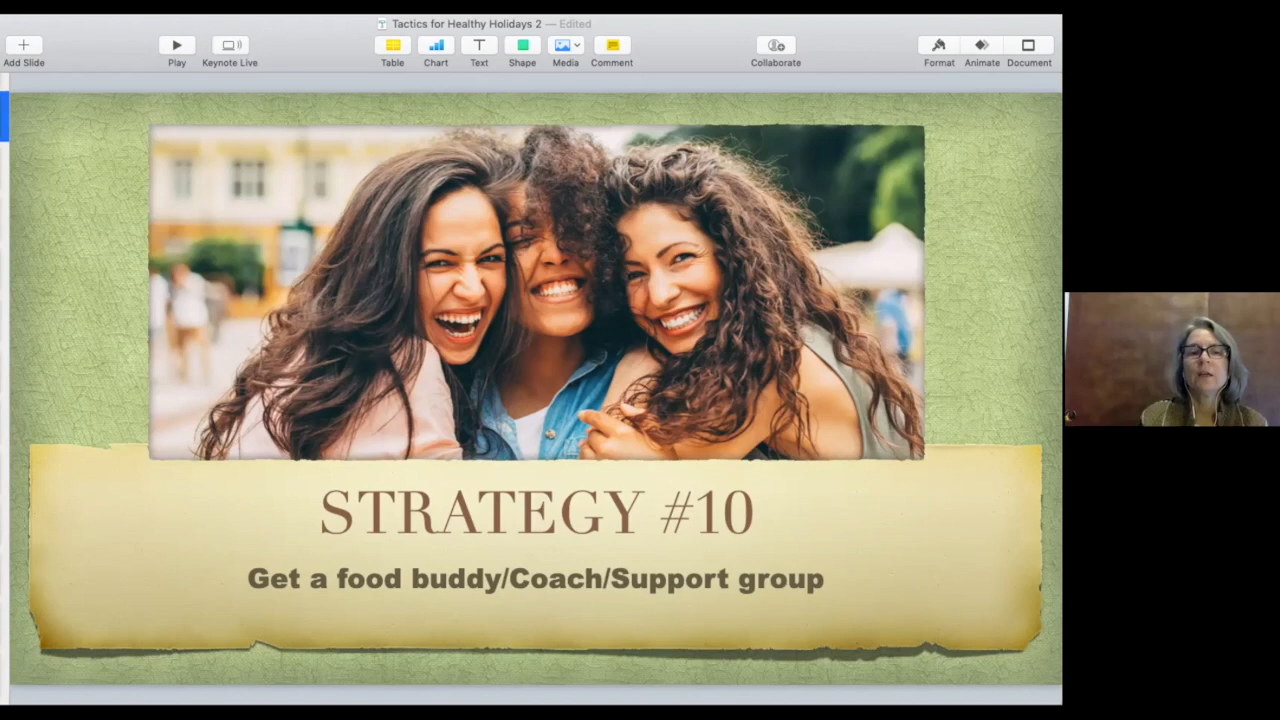 Tactics for Healthy Holidays 2 — Edited
Add Slide
Play
Keynote Live
Table
Chart
Text
Shape
Media
Comment
Collaborate
Format
Animate
Document
STRATEGY #10
Get a food buddy/Coach/Support group